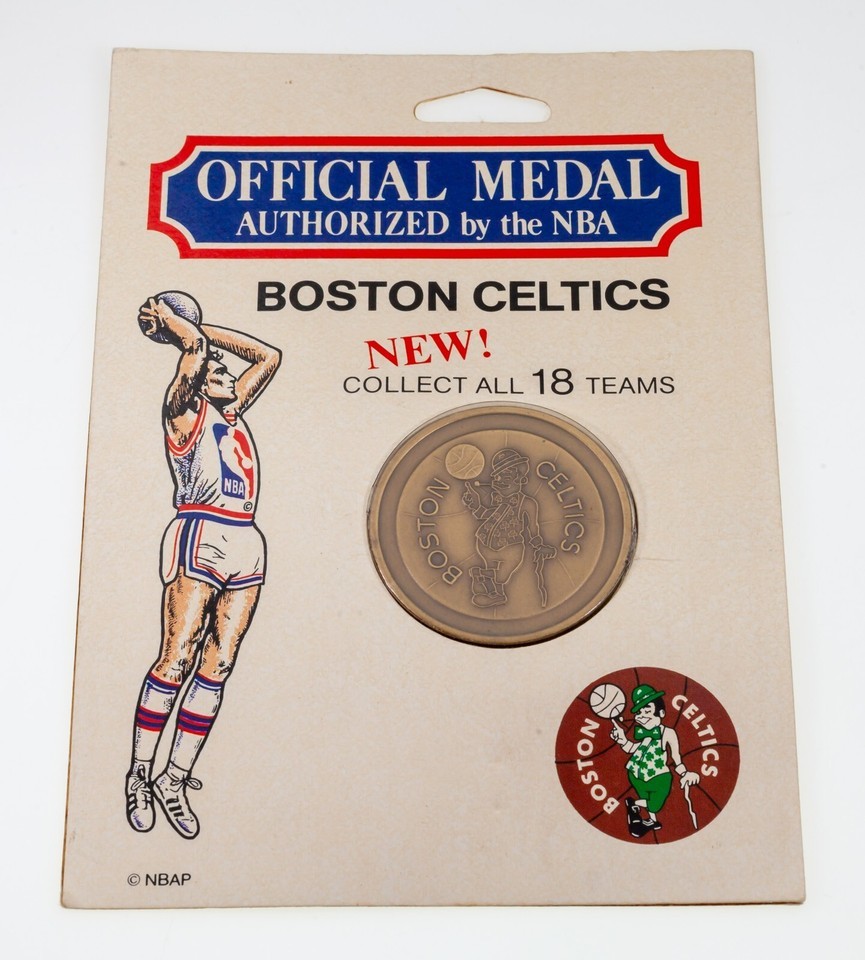 OFFICIAL MEDAL
AUTHORIZED by the NBA
BOSTON CELTICS
NEW!
COLLECT ALL 18 TEAMS
BOSTON CELTICS
NBA
©
BOSTON CELTICS
© NBAP